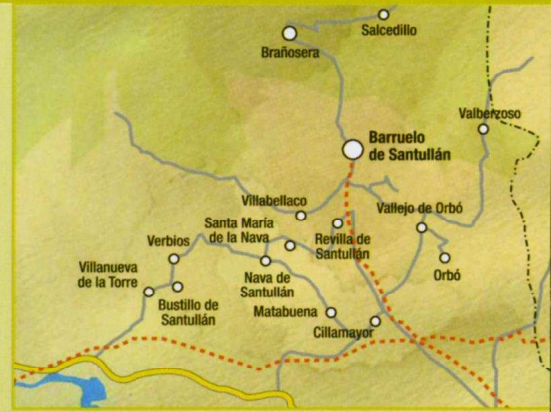 Salcedillo
Brañosera
Valberzoso
Barruelo
de Santullán
Villabellaco
Vallejo de Orbó
Santa María
de la Nava
Revilla de
Santullán
Verbios
Orbó
Villanueva
de la Torre
Nava de
Santullán
Bustillo de
Santullán
Matabuena
Cillamayor